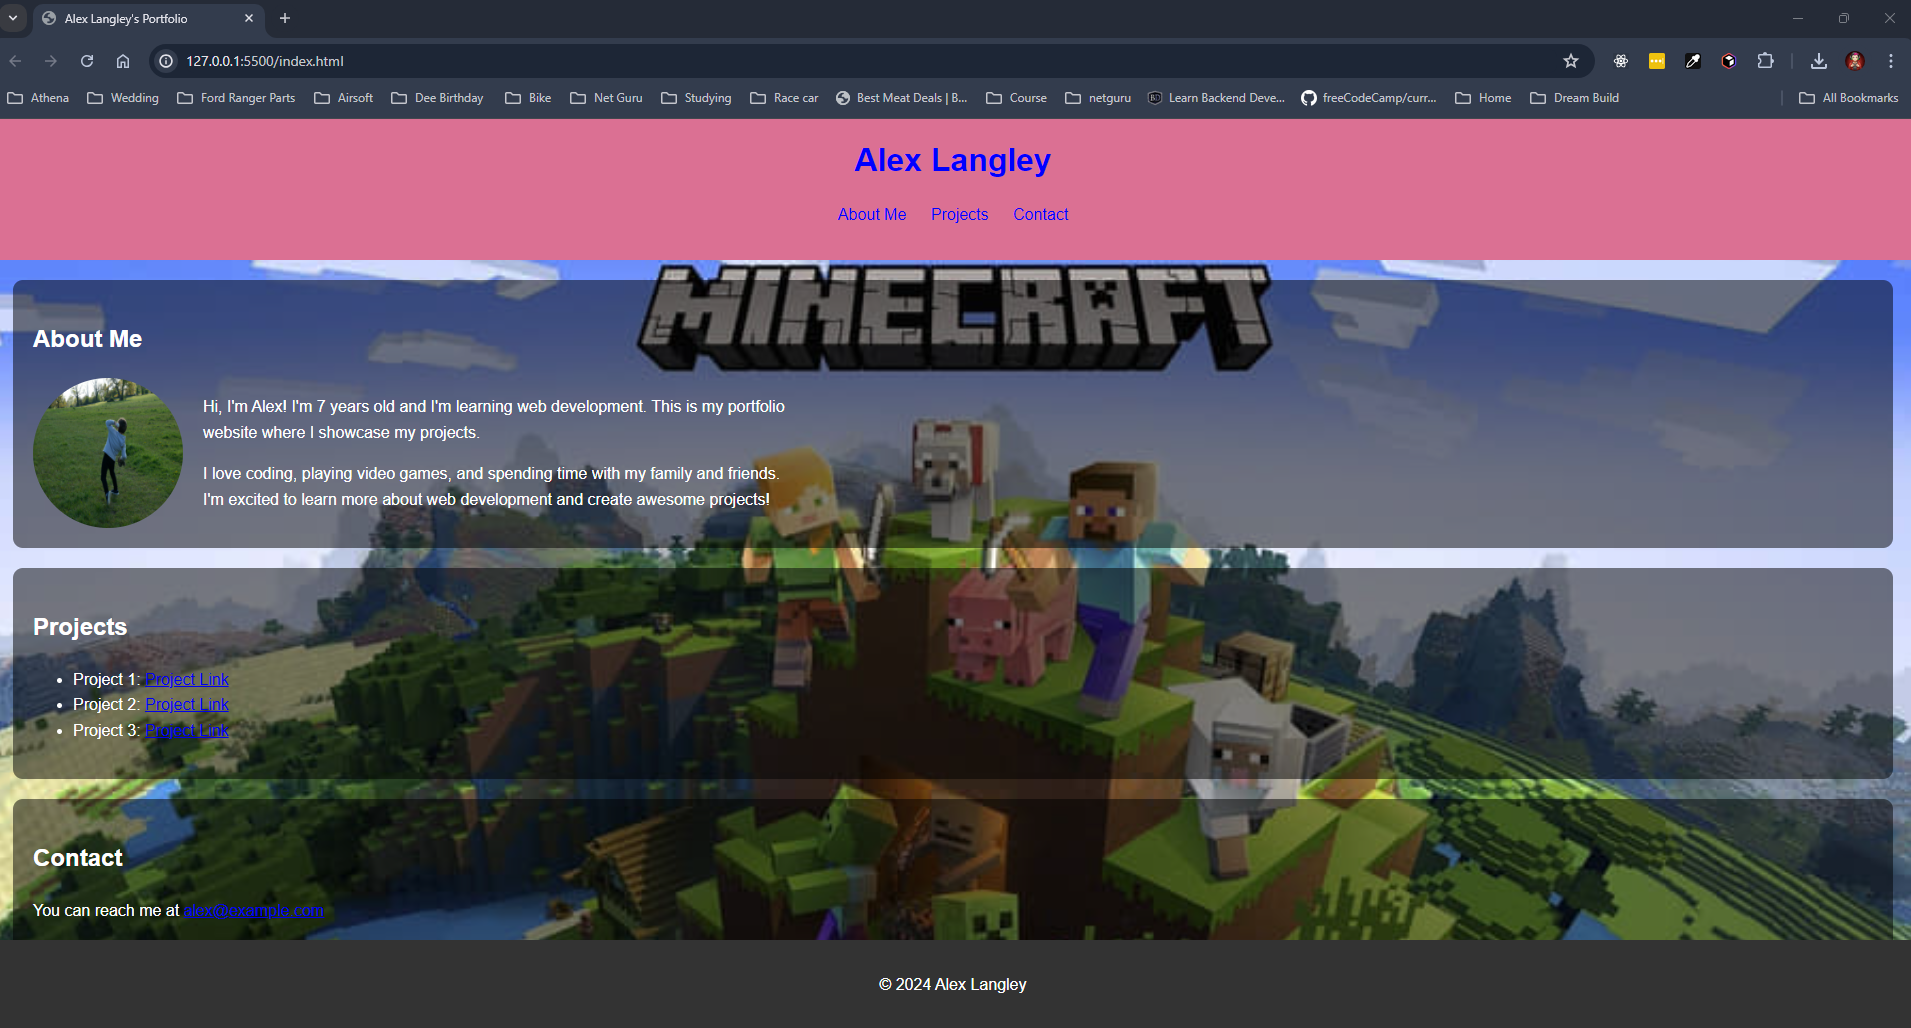 Alex Langley's Portfolio
127.0.0.1:5500/index.html
Athena Wedding Ford Ranger Parts Airsoft Dee Birthday Bike Net Guru Studying Race car Best Meat Deals | B... Course netguru BD Learn Backend Deve... freeCodeCamp/curr... Home Dream Build All Bookmarks
Alex Langley
About Me Projects Contact
MINECRAFT
About Me
Hi, I'm Alex! I'm 7 years old and I'm learning web development. This is my portfolio
website where I showcase my projects.
I love coding, playing video games, and spending time with my family and friends.
I'm excited to learn more about web development and create awesome projects!
Projects
• Project 1: Project Link
• Project 2: Project Link
• Project 3: Project Link
Contact
You can reach me at alex@example.com
© 2024 Alex Langley